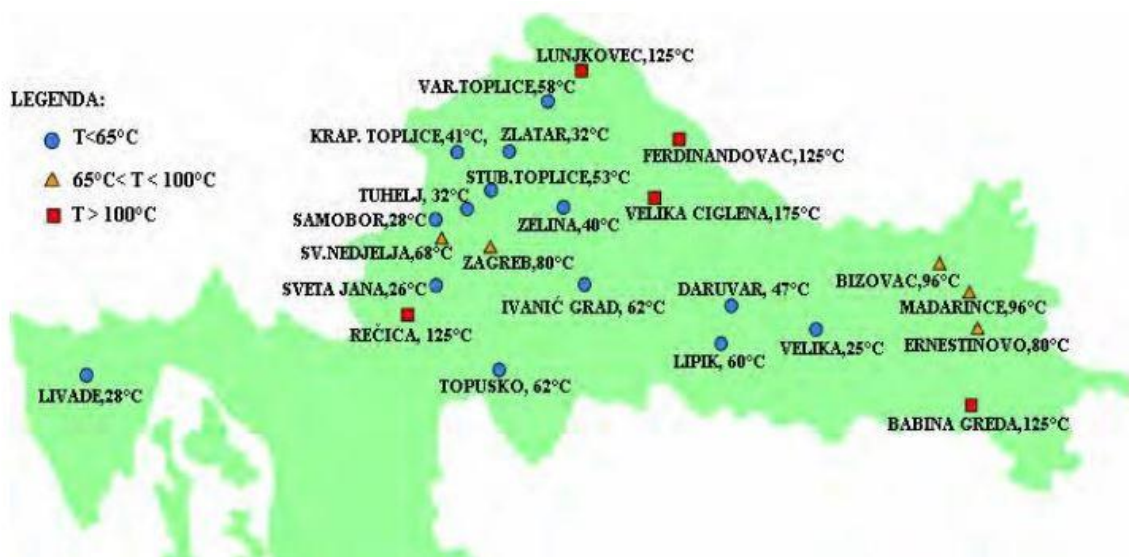 LUNJKOVEC,125°C
VAR.TOPLICE,58°C
LEGENDA:
T<65°C
65°C< T < 100°C
T > 100°C
KRAP. TOPLICE,41°C,
ZLATAR,32°C
FERDINANDOVAC,125°C
STUB.TOPLICE,53°C
TUHELJ, 32°C
VELIKA CIGLENA,175°C
SAMOBOR,28°C
ZELINA,40°C
SV.NEDJELJA,68°C
ZAGREB,80°C
BIZOVAC,96°C
SVETA JANA,26°C
IVANIĆ GRAD, 62°C
DARUVAR, 47°C
MADARINCE,96°C
REČICA, 125°C
VELIKA,25°C
ERNESTINOVO,80°C
LIPIK, 60°C
TOPUSKO, 62°C
LIVADE,28°C
BABINA GREDA,125°C